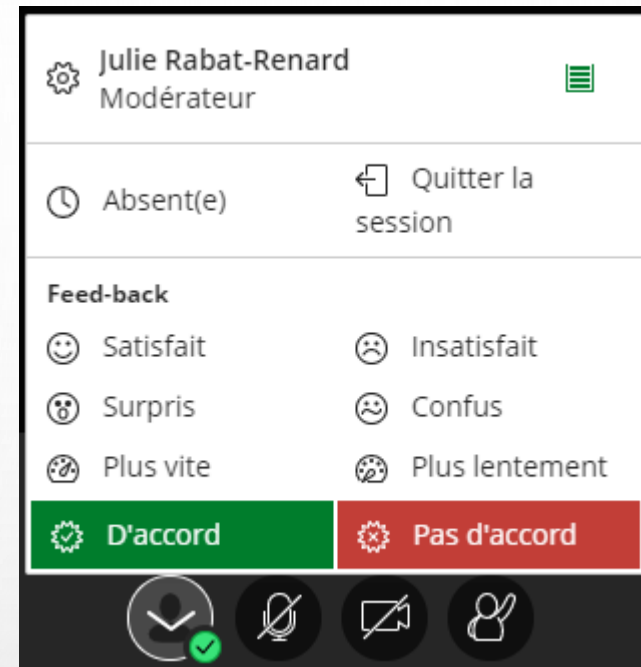 Julie Rabat-Renard
Modérateur
Absent(e)
Quitter la
session
Feed-back
Satisfait
Insatisfait
Surpris
Confus
Plus vite
Plus lentement
D'accord
Pas d'accord